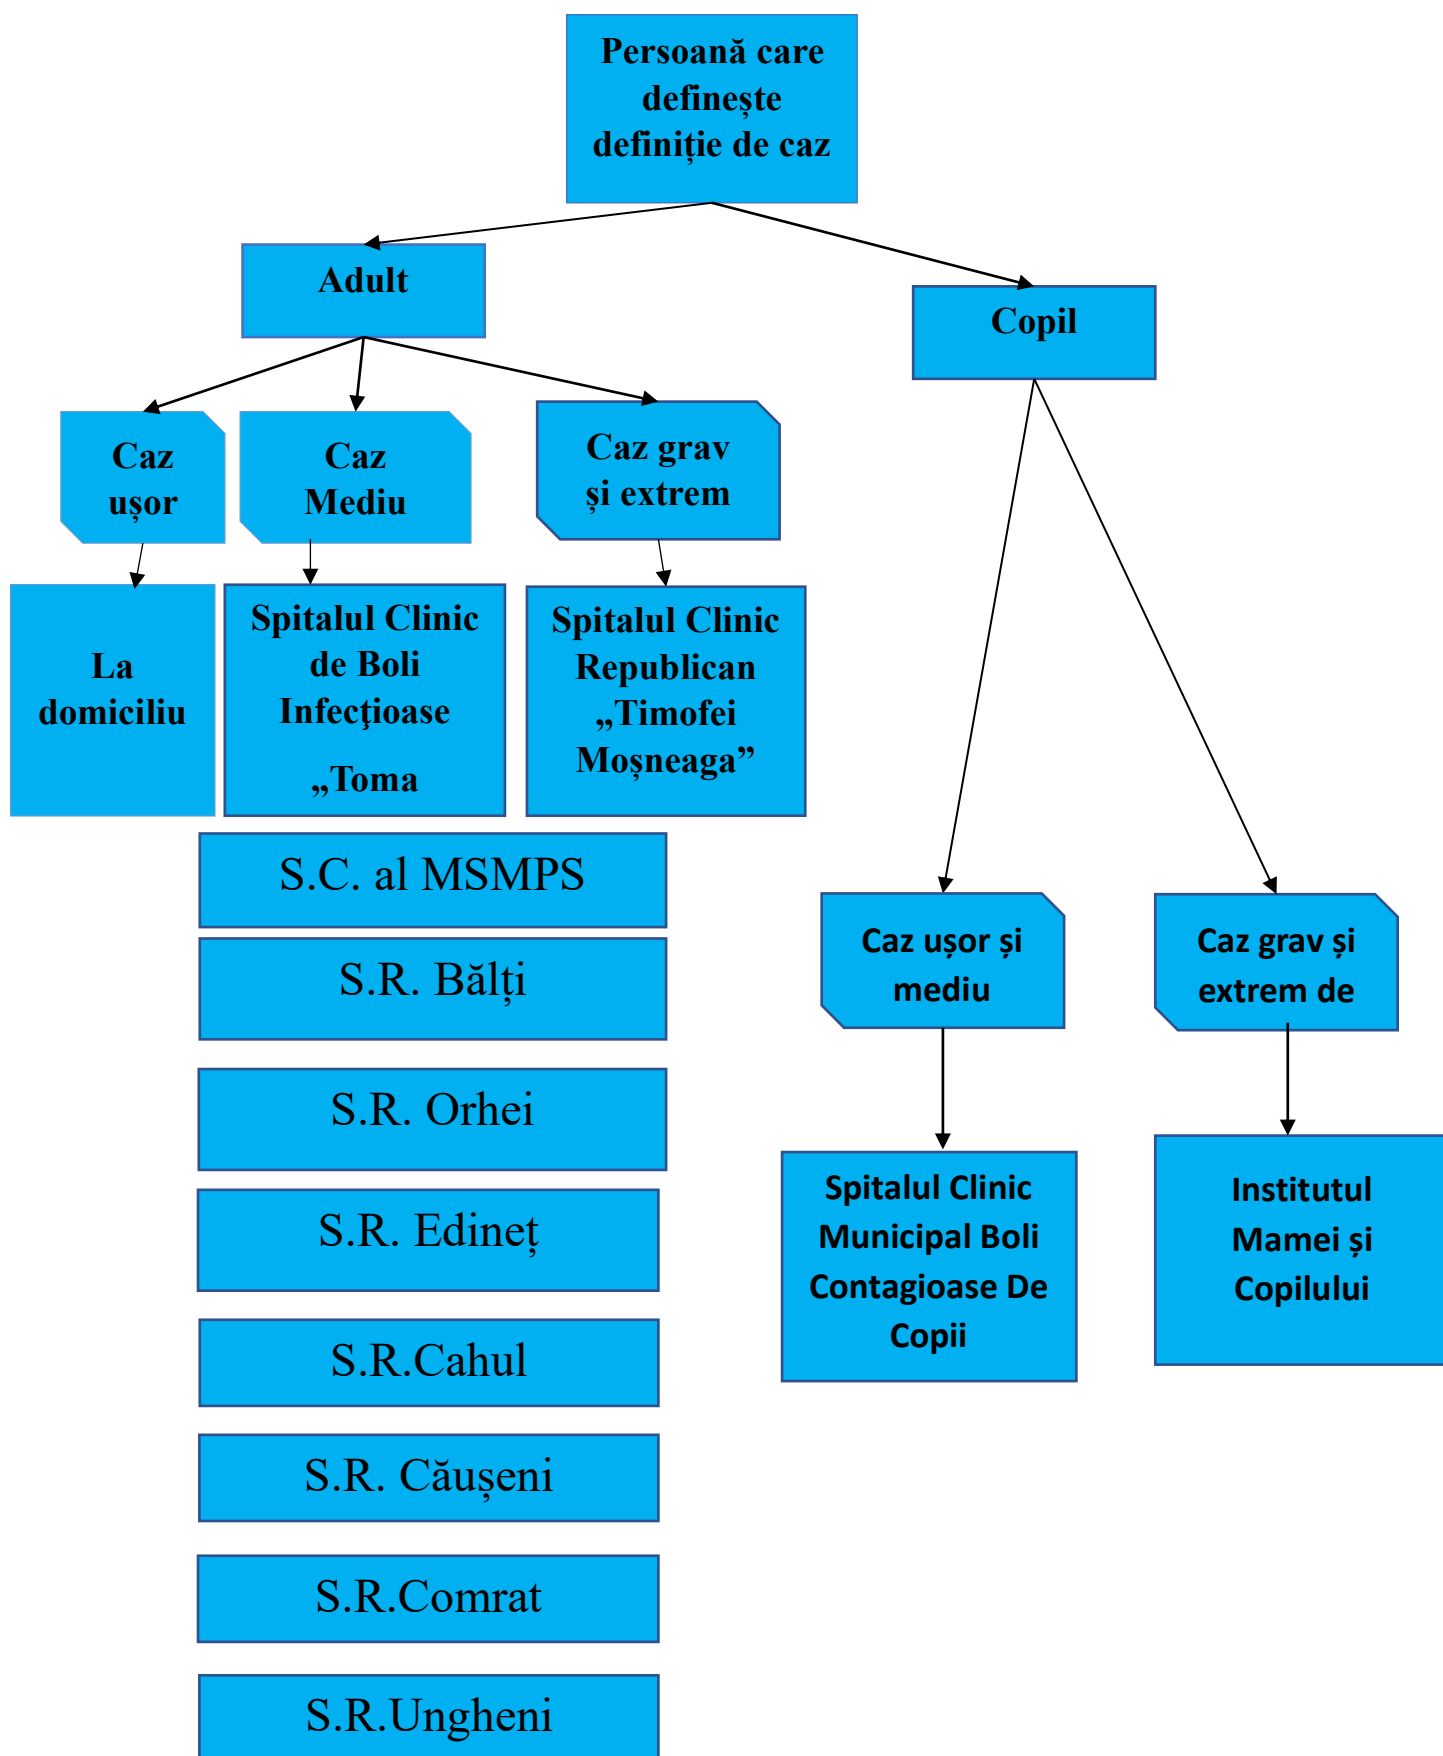 Persoană care
definește
definiție de caz
Adult
Copil
Caz
ușor
Caz
Mediu
Caz grav
și extrem
La
domiciliu
Spitalul Clinic
de Boli
Infecţioase
„Toma
Spitalul Clinic
Republican
„Timofei
Moșneaga”
S.C. al MSMPS
S.R. Bălți
S.R. Orhei
S.R. Edineț
S.R.Cahul
S.R. Căușeni
S.R.Comrat
S.R.Ungheni
Caz ușor și
mediu
Caz grav și
extrem de
Spitalul Clinic
Municipal Boli
Contagioase De
Copii
Institutul
Mamei și
Copilului